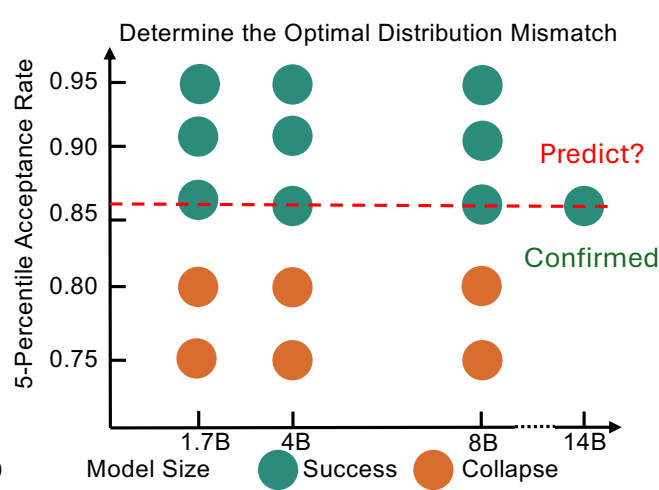 Determine the Optimal Distribution Mismatch
5-Percentile Acceptance Rate
0.95
0.90
0.85
0.80
0.75
Predict?
Confirmed
1.7B
4B
8B
14B
Model Size
Success
Collapse